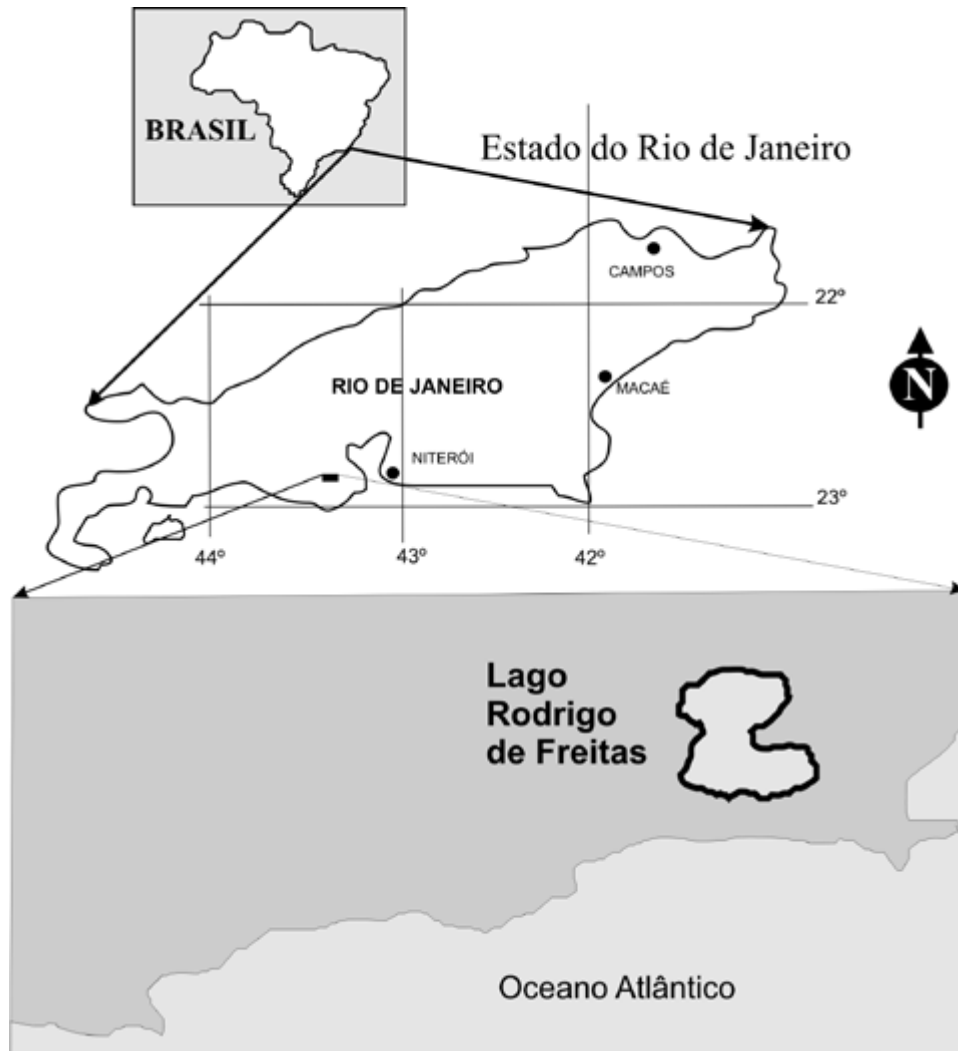 BRASIL
Estado do Rio de Janeiro
CAMPOS
22º
RIO DE JANEIRO
MACAÉ
N
NITERÓI
23º
44º
43º
42º
Lago
Rodrigo
de Freitas
Oceano Atlântico